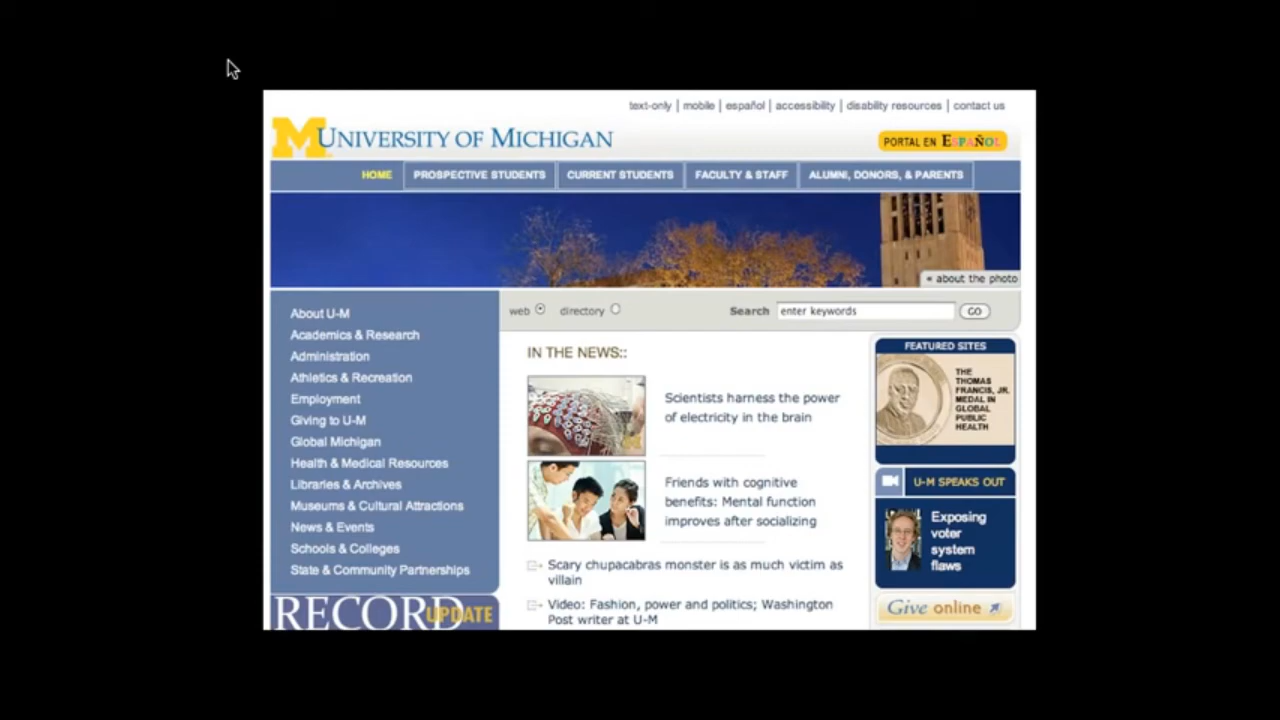 text-only | mobile | español | accessibility | disability resources | contact us
M UNIVERSITY OF MICHIGAN
PORTAL EN ESPAÑOL
HOME PROSPECTIVE STUDENTS CURRENT STUDENTS FACULTY & STAFF ALUMNI, DONORS, & PARENTS
« about the photo
web directory Search enter keywords GO
About U-M
Academics & Research
Administration
Athletics & Recreation
Employment
Giving to U-M
Global Michigan
Health & Medical Resources
Libraries & Archives
Museums & Cultural Attractions
News & Events
Schools & Colleges
State & Community Partnerships
RECORD UPDATE
IN THE NEWS::
Scientists harness the power
of electricity in the brain
Friends with cognitive
benefits: Mental function
improves after socializing
Scary chupacabras monster is as much victim as
villain
Video: Fashion, power and politics; Washington
Post writer at U-M
FEATURED SITES
THE
THOMAS
FRANCIS, JR.
MEDAL IN
GLOBAL
PUBLIC
HEALTH
U-M SPEAKS OUT
Exposing
voter
system
flaws
Give online